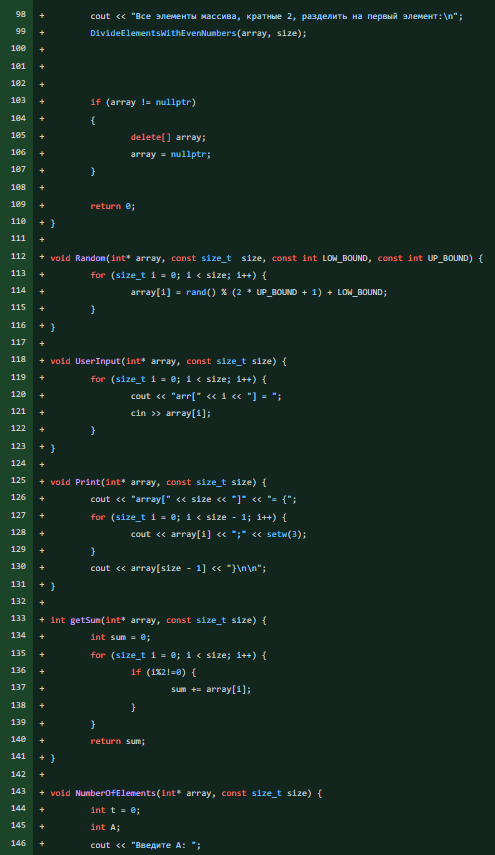 98 + cout << "Все элементы массива, кратные 2, разделить на первый элемент:\n";
99 + DivideElementsWithEvenNumbers(array, size);
100 +
101 +
102 +
103 + if (array != nullptr)
104 + {
105 + delete[] array;
106 + array = nullptr;
107 + }
108 +
109 + return 0;
110 + }
111 +
112 + void Random(int* array, const size_t  size, const int LOW_BOUND, const int UP_BOUND) {
113 + for (size_t i = 0; i < size; i++) {
114 + array[i] = rand() % (2 * UP_BOUND + 1) + LOW_BOUND;
115 + }
116 + }
117 +
118 + void UserInput(int* array, const size_t size) {
119 + for (size_t i = 0; i < size; i++) {
120 + cout << "arr[" << i << "] = ";
121 + cin >> array[i];
122 + }
123 + }
124 +
125 + void Print(int* array, const size_t size) {
126 + cout << "array[" << size << "]" << "= {";
127 + for (size_t i = 0; i < size - 1; i++) {
128 + cout << array[i] << ";" << setw(3);
129 + }
130 + cout << array[size - 1] << "}\n\n";
131 + }
132 +
133 + int getSum(int* array, const size_t size) {
134 + int sum = 0;
135 + for (size_t i = 0; i < size; i++) {
136 + if (i%2!=0) {
137 + sum += array[i];
138 + }
139 + }
140 + return sum;
141 + }
142 +
143 + void NumberOfElements(int* array, const size_t size) {
144 + int t = 0;
145 + int A;
146 + cout << "Введите A: ";